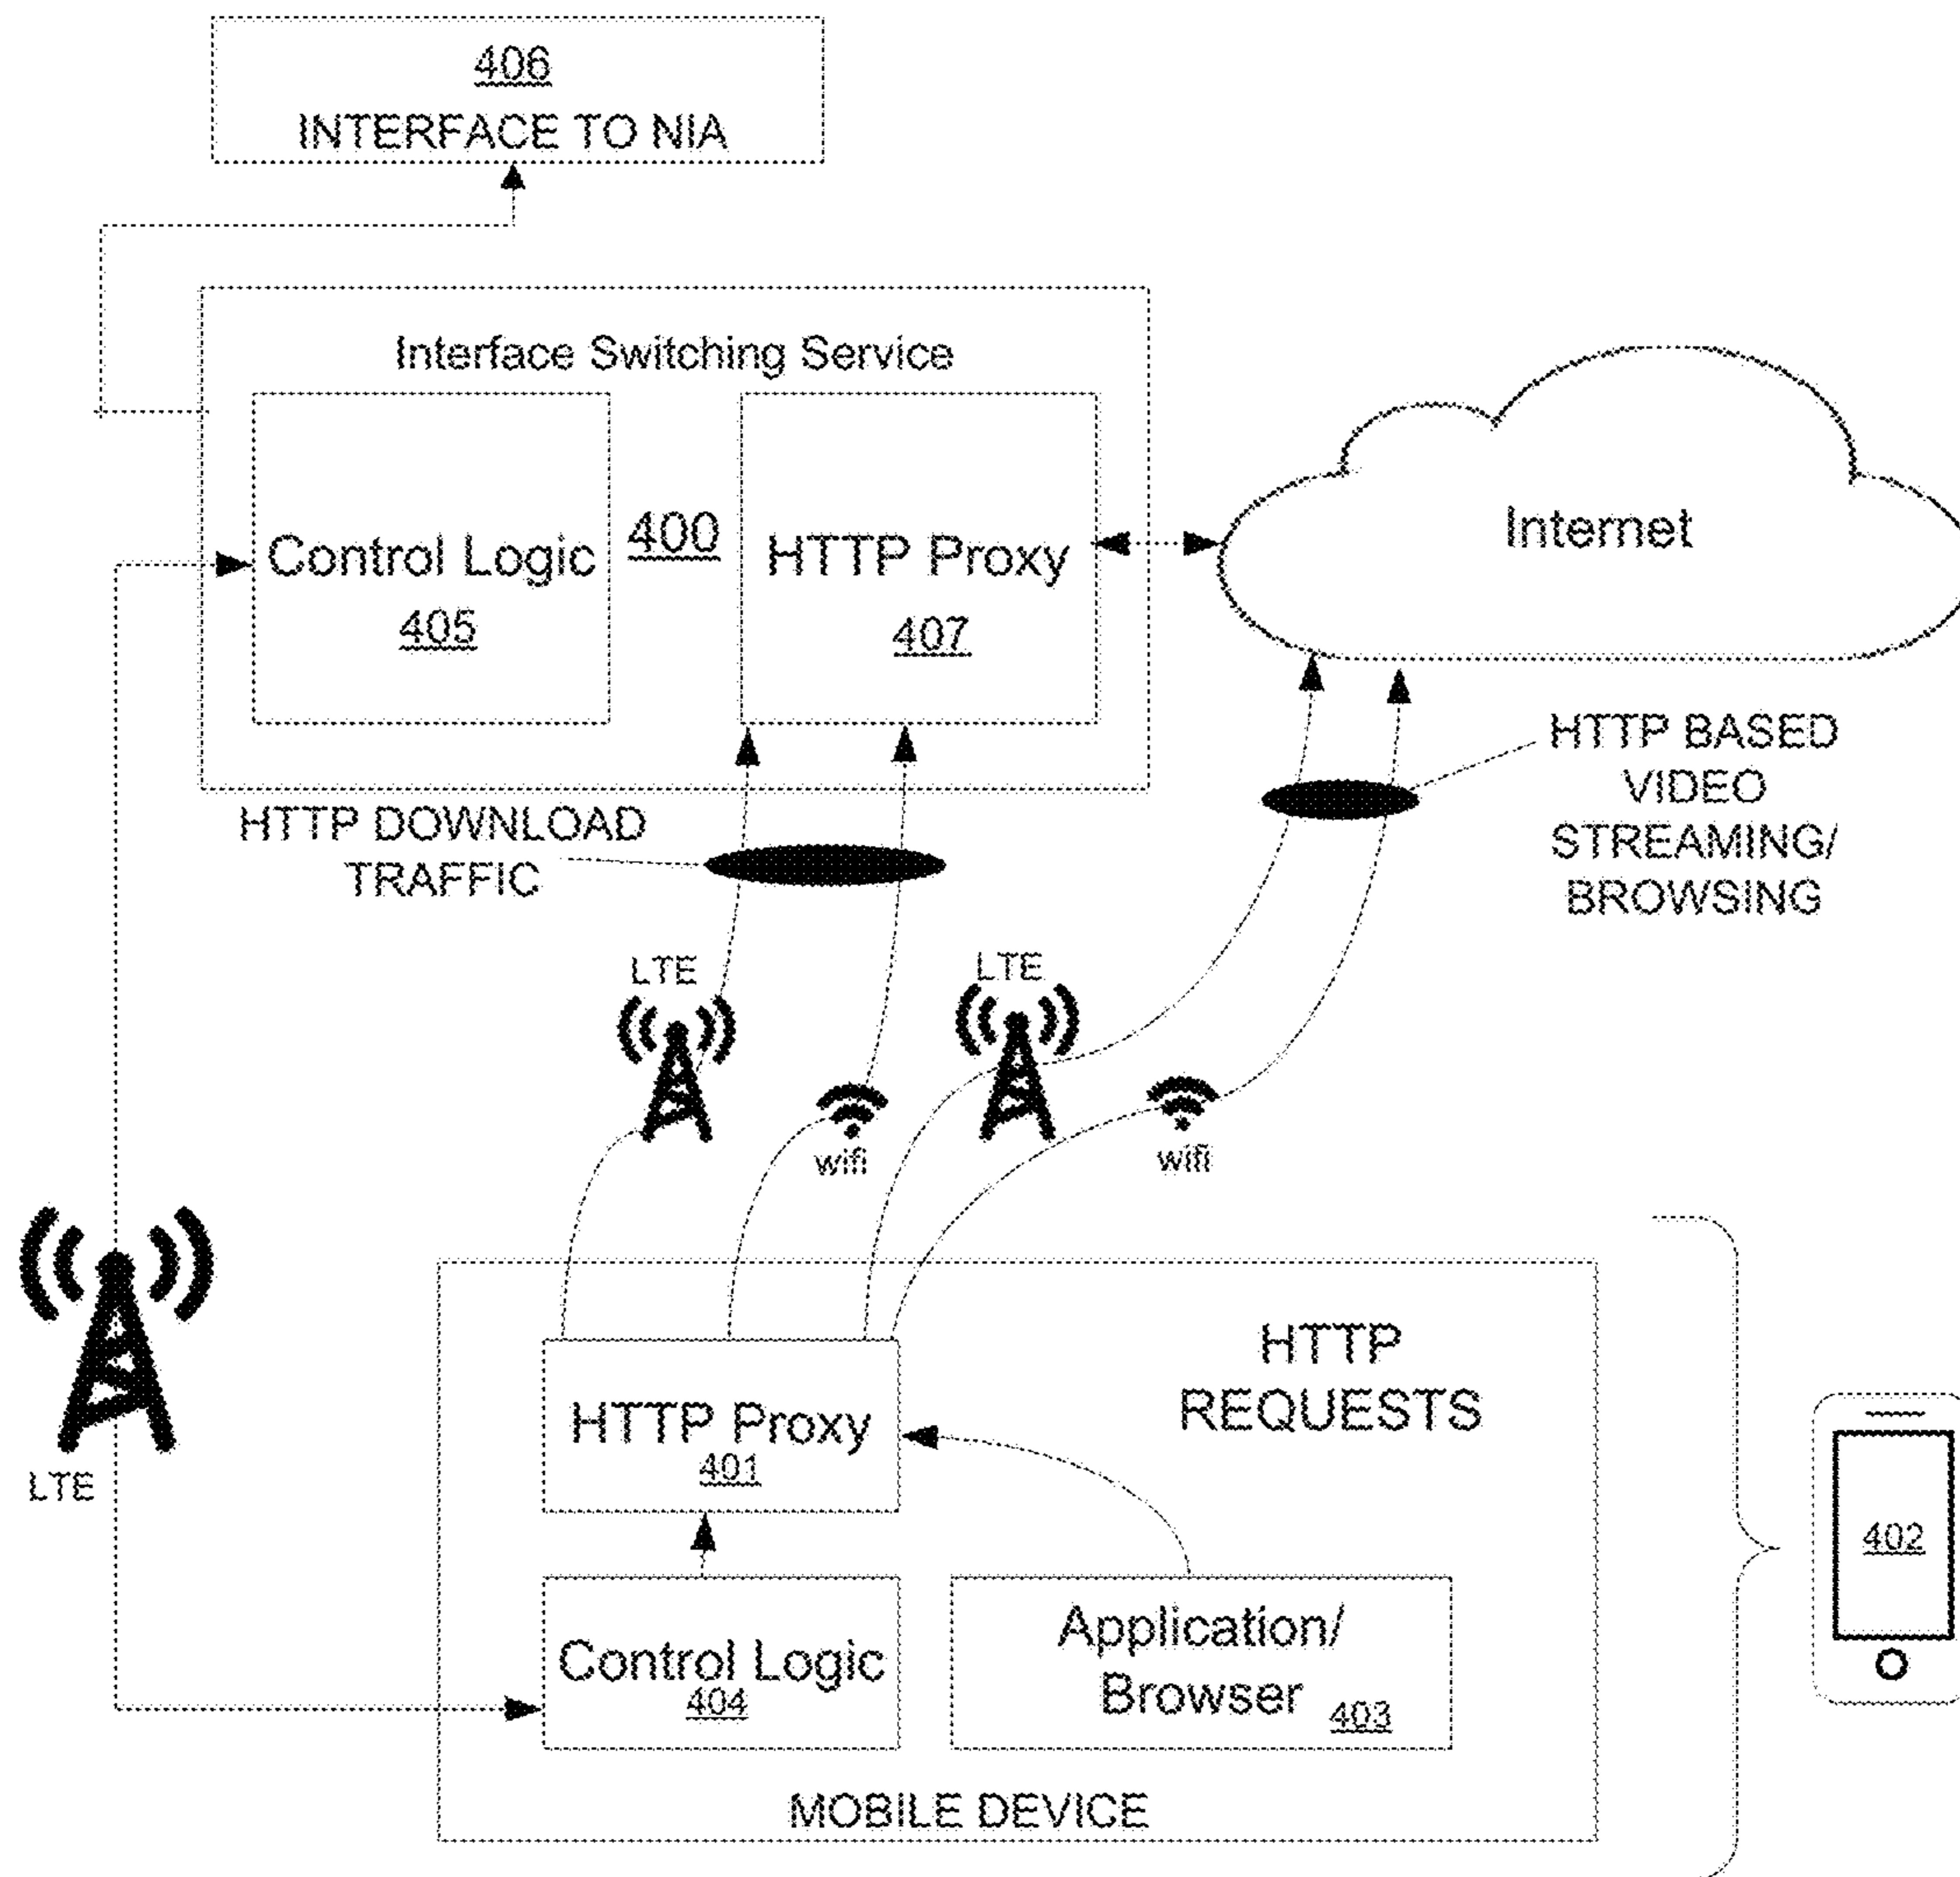 406
INTERFACE TO NIA
Interface Switching Service
Control Logic
405
400
HTTP Proxy
407
Internet
HTTP DOWNLOAD
TRAFFIC
HTTP BASED
VIDEO
STREAMING/
BROWSING
LTE
wifi
LTE
wifi
LTE
HTTP
REQUESTS
HTTP Proxy
401
Control Logic
404
Application/
Browser 403
MOBILE DEVICE
402